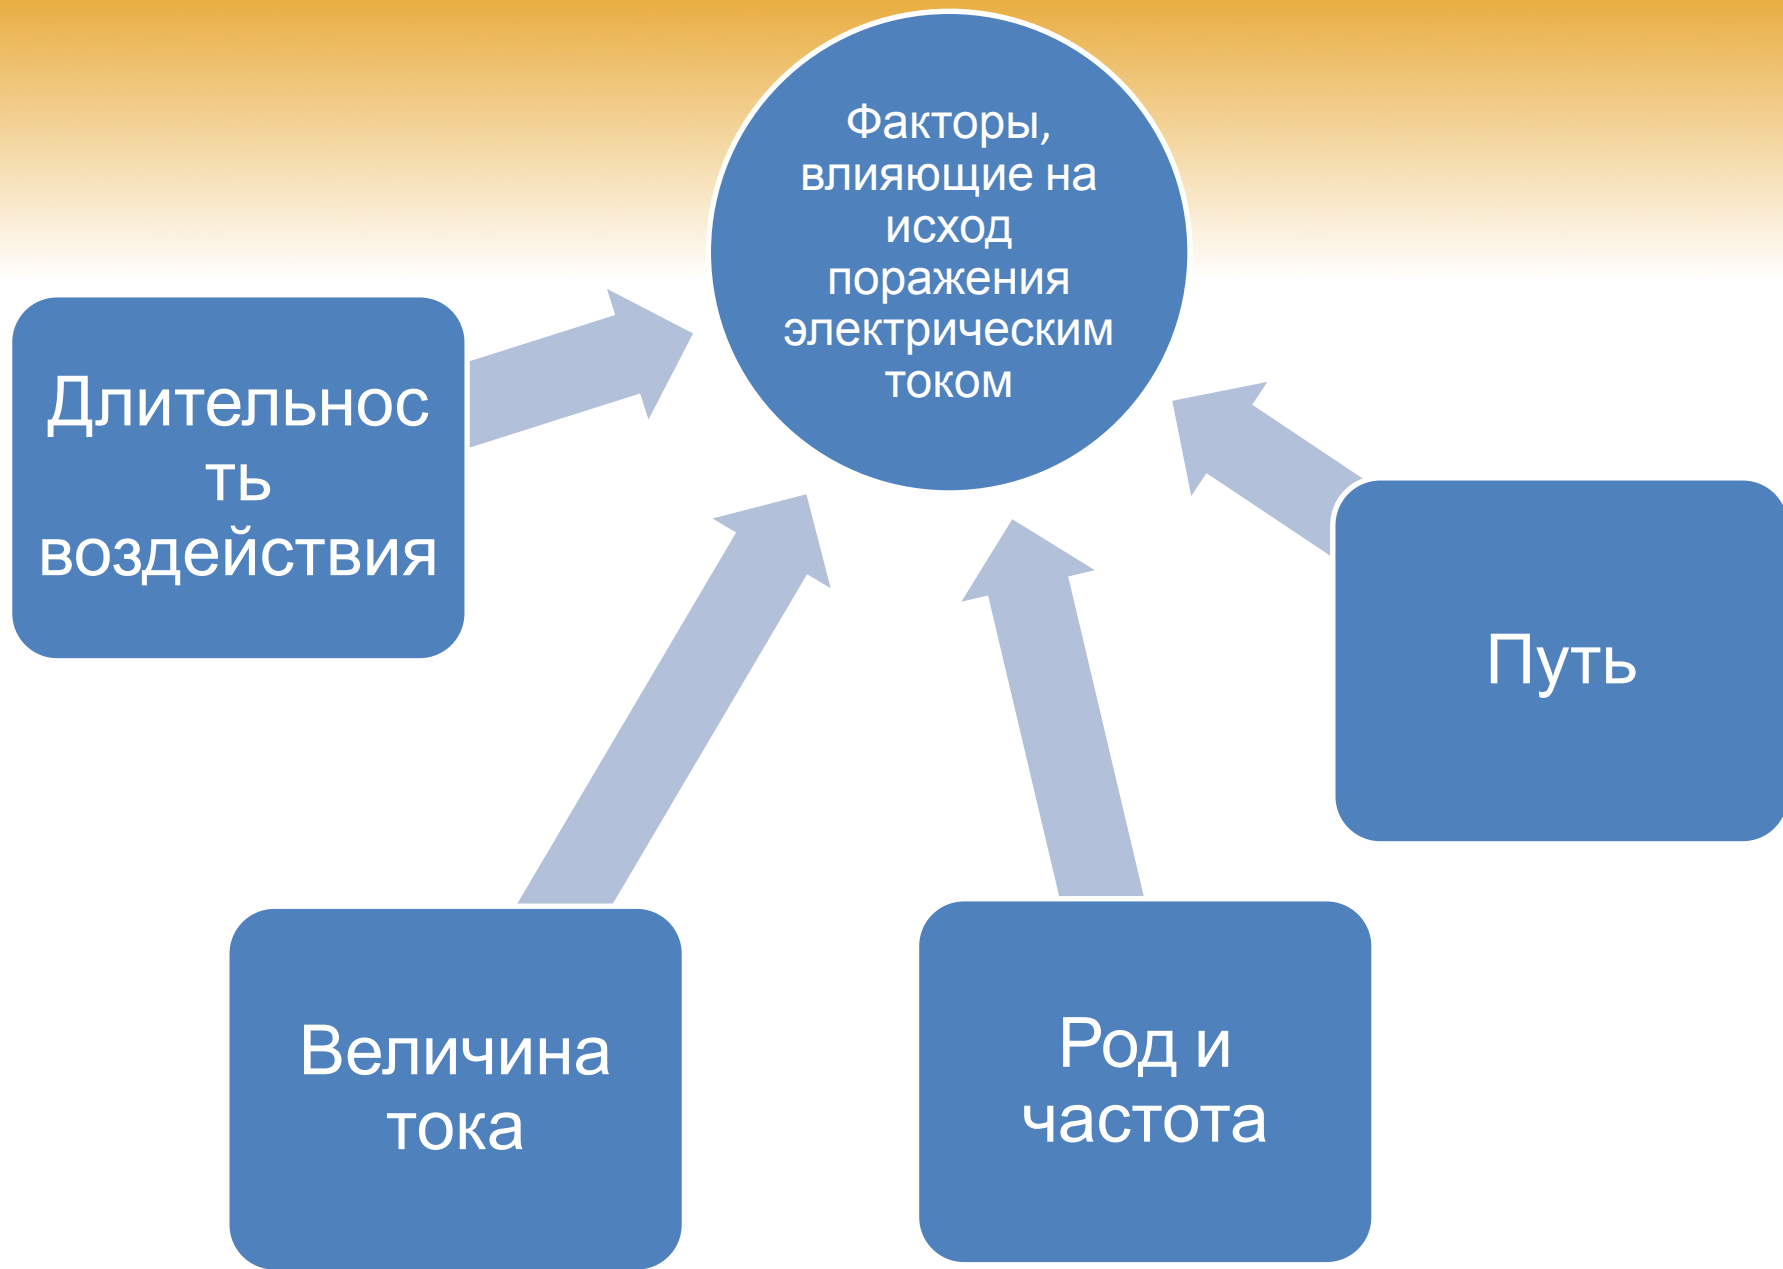 Факторы,
влияющие на
исход
поражения
электрическим
током
Длительнос
ть
воздействия
Путь
Величина
тока
Род и
частота